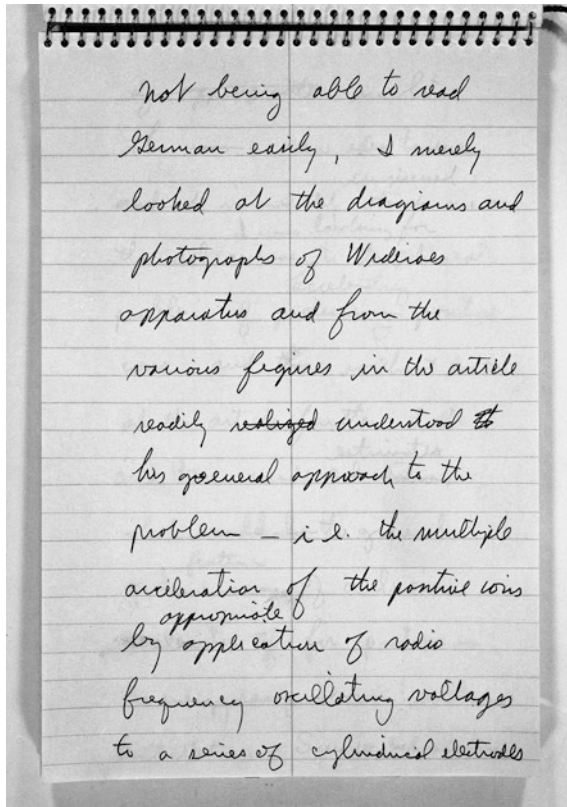 not being able to read
German easily, I merely
looked at the diagrams and
photographs of Wideroes
apparatus and from the
various figures in the article
readily realized understood
his general approach to the
problem — i.e. the multiple
acceleration of the positive ions
appropriate
by application of radio
frequency oscillating voltages
to a series of cylindrical electrodes